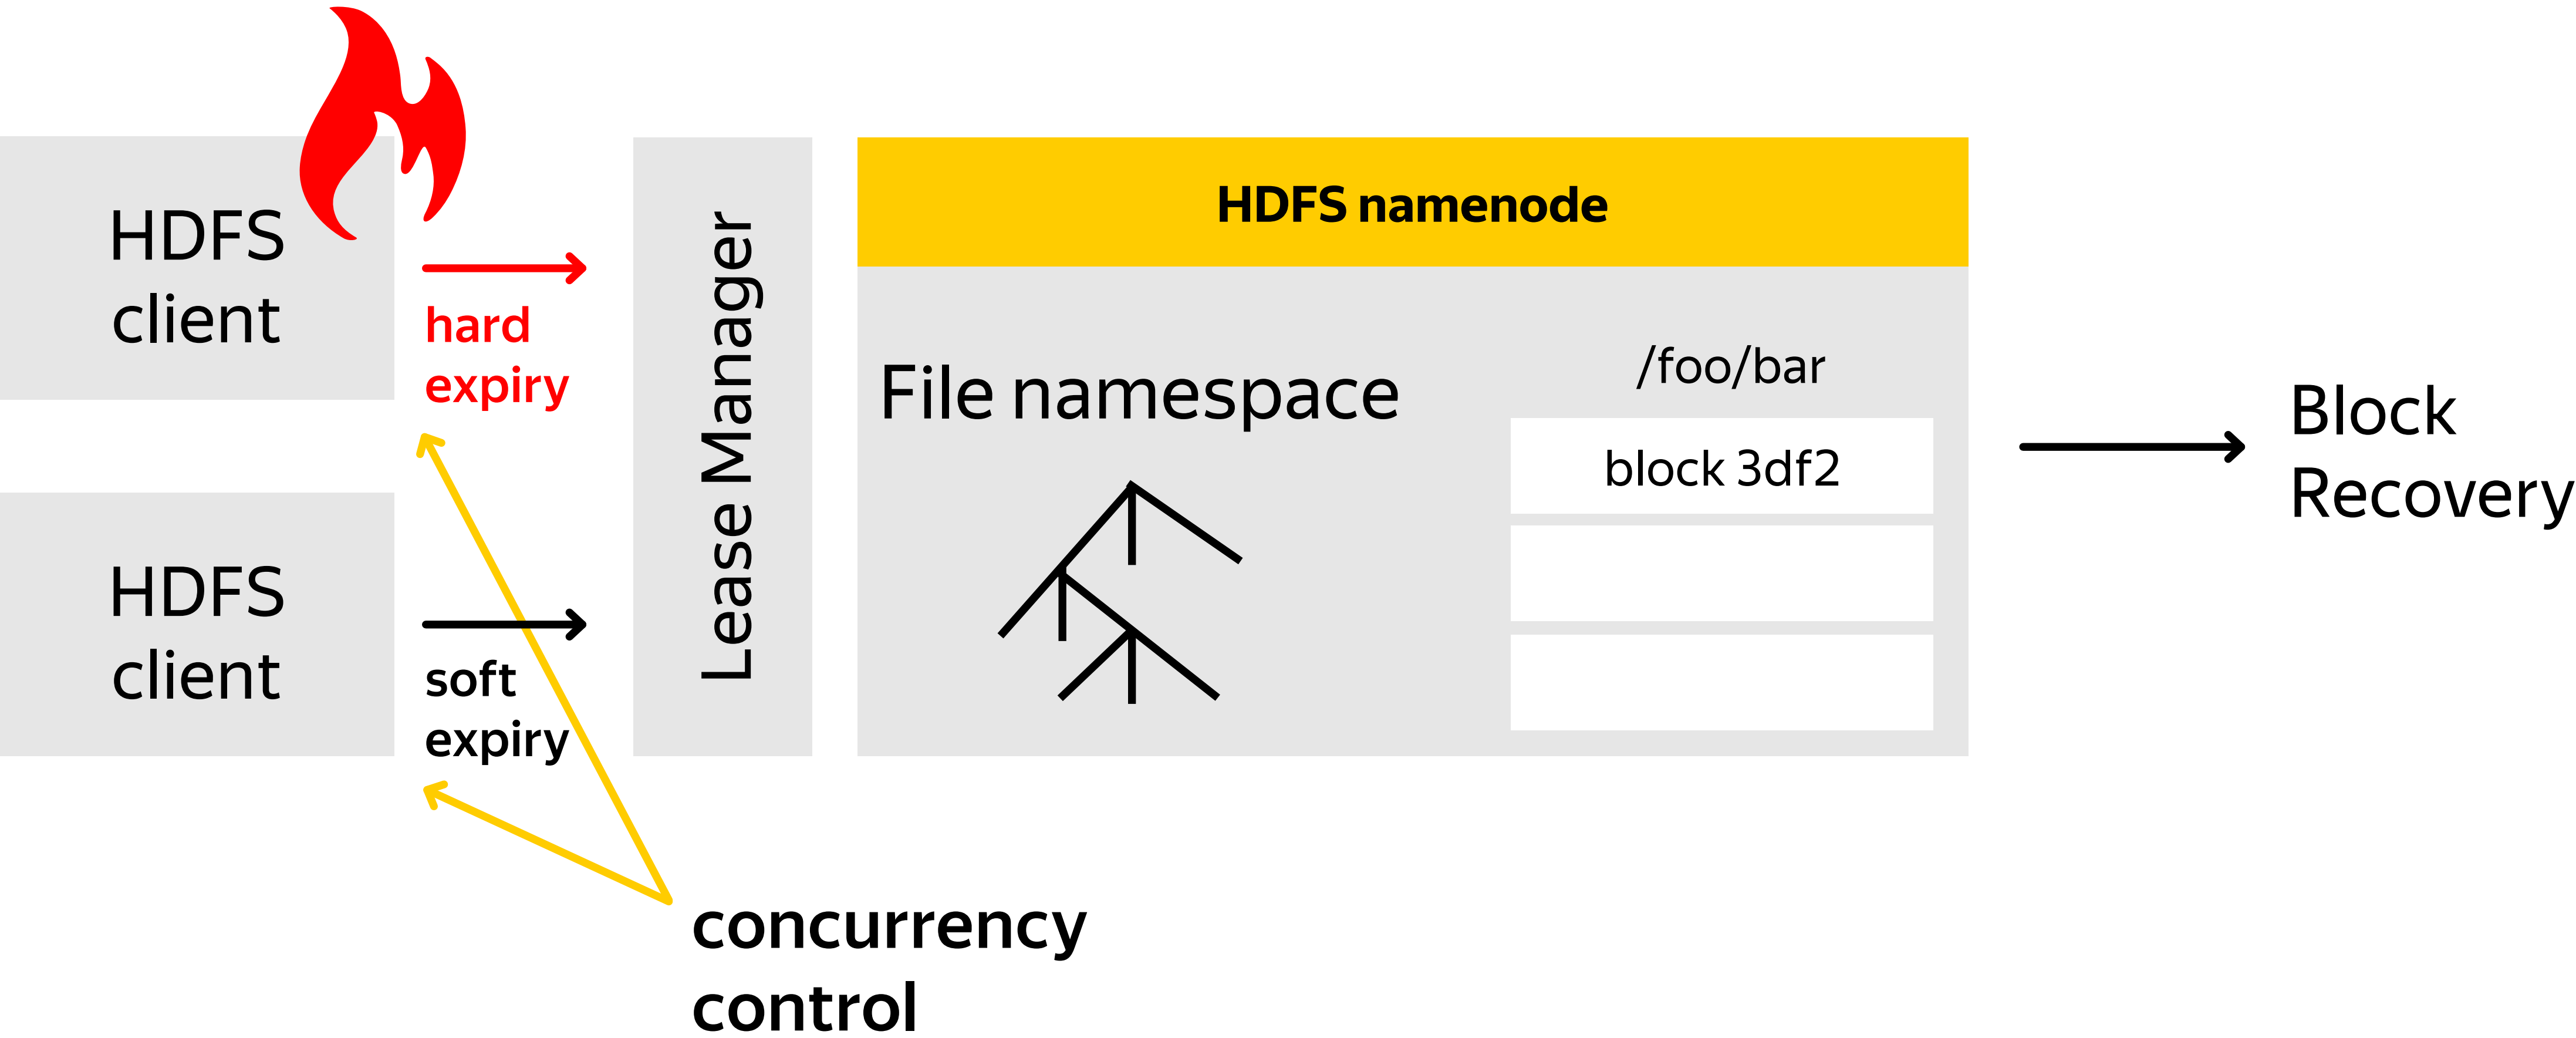 HDFS
client
hard
expiry
HDFS
client
soft
expiry
Lease Manager
HDFS namenode
File namespace
/foo/bar
block 3df2
Block
Recovery
concurrency
control